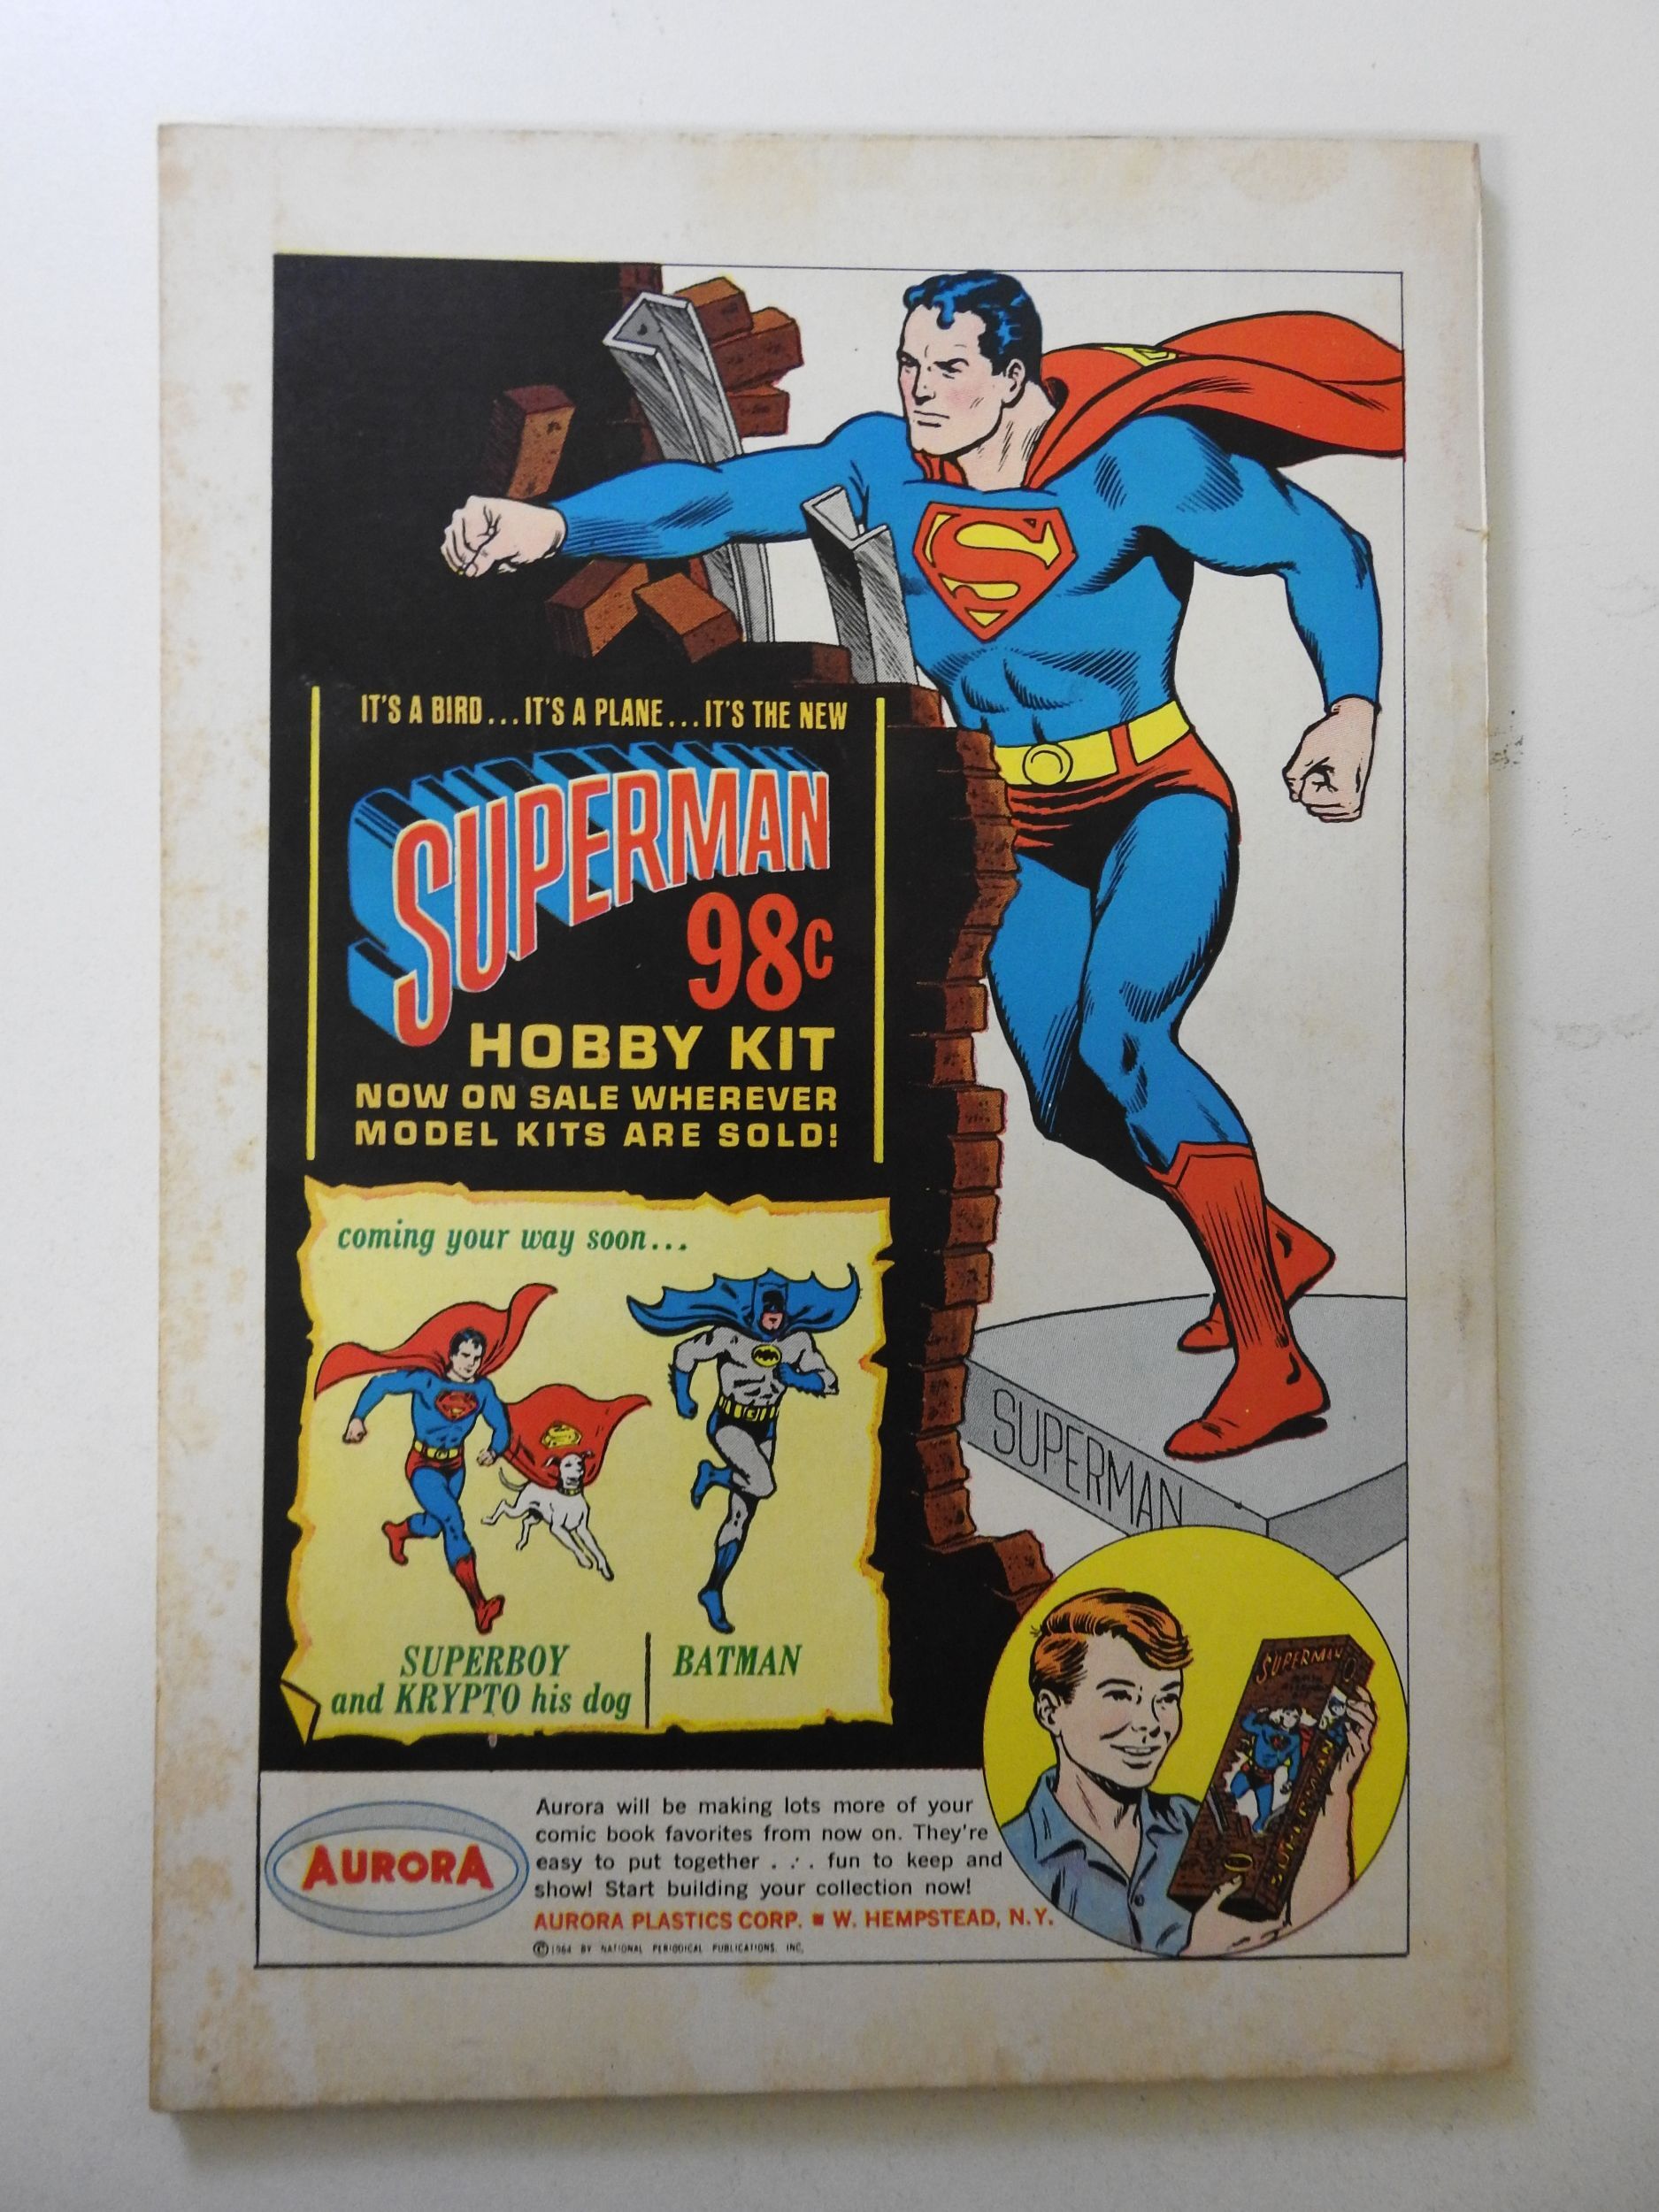 IT'S A BIRD...IT'S A PLANE...IT'S THE NEW
SUPERMAN
98c
HOBBY KIT
NOW ON SALE WHEREVER
MODEL KITS ARE SOLD!
coming your way soon...
SUPERBOY
and KRYPTO his dog
BATMAN
SUPERMAN
SUPERMAN
SUPERMAN
AURORA
Aurora will be making lots more of your
comic book favorites from now on. They're
easy to put together . . . fun to keep and
show! Start building your collection now!
AURORA PLASTICS CORP. ■ W. HEMPSTEAD, N.Y.
©1964 BY NATIONAL PERIODICAL PUBLICATIONS, INC.